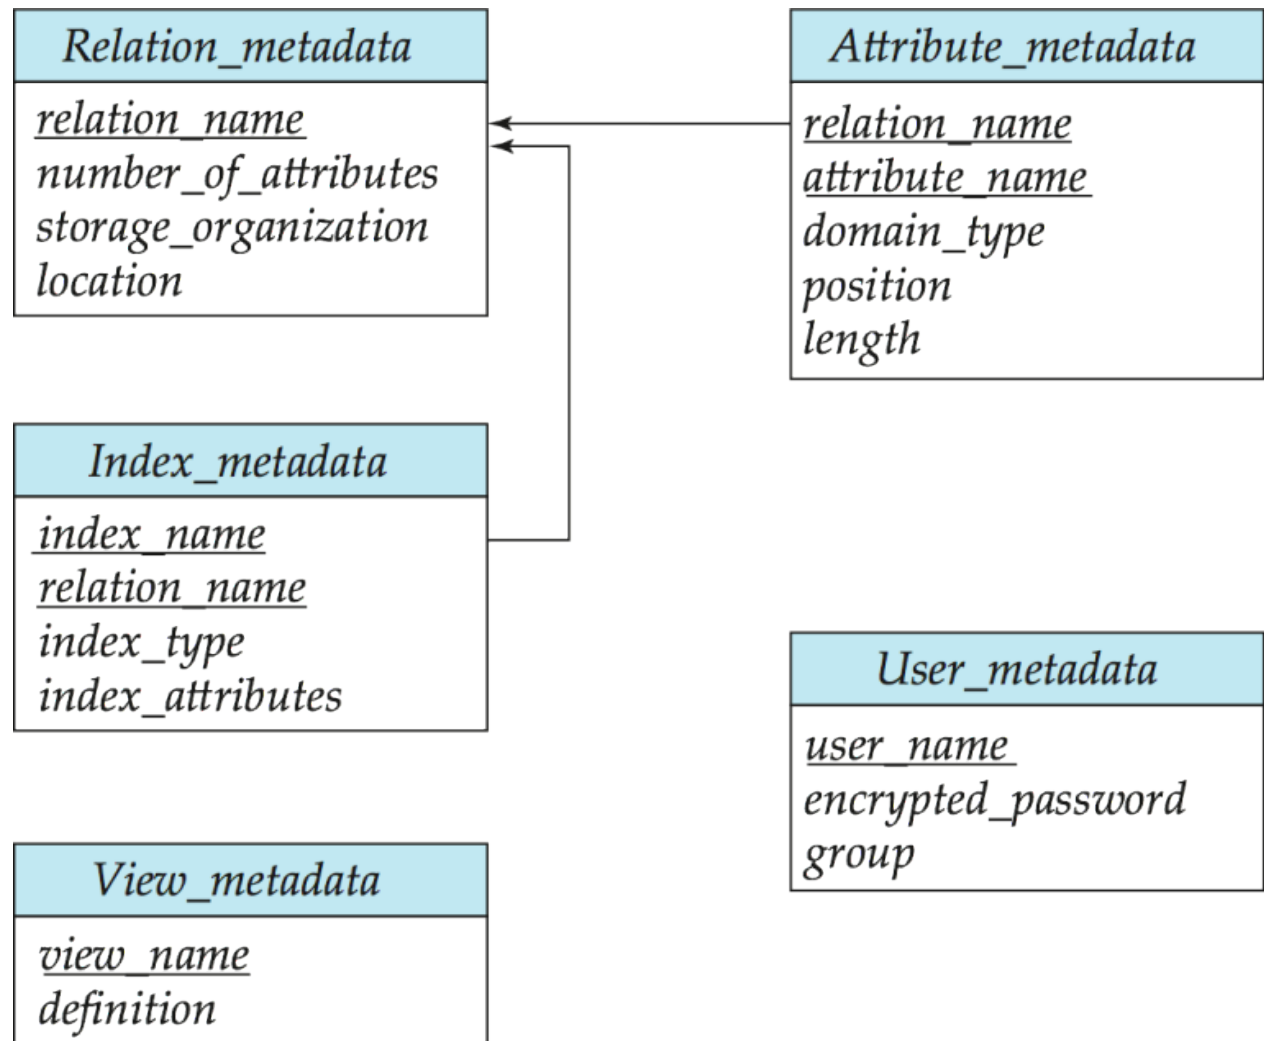 Relation_metadata
relation_name
number_of_attributes
storage_organization
location
Attribute_metadata
relation_name
attribute_name
domain_type
position
length
Index_metadata
index_name
relation_name
index_type
index_attributes
User_metadata
user_name
encrypted_password
group
View_metadata
view_name
definition